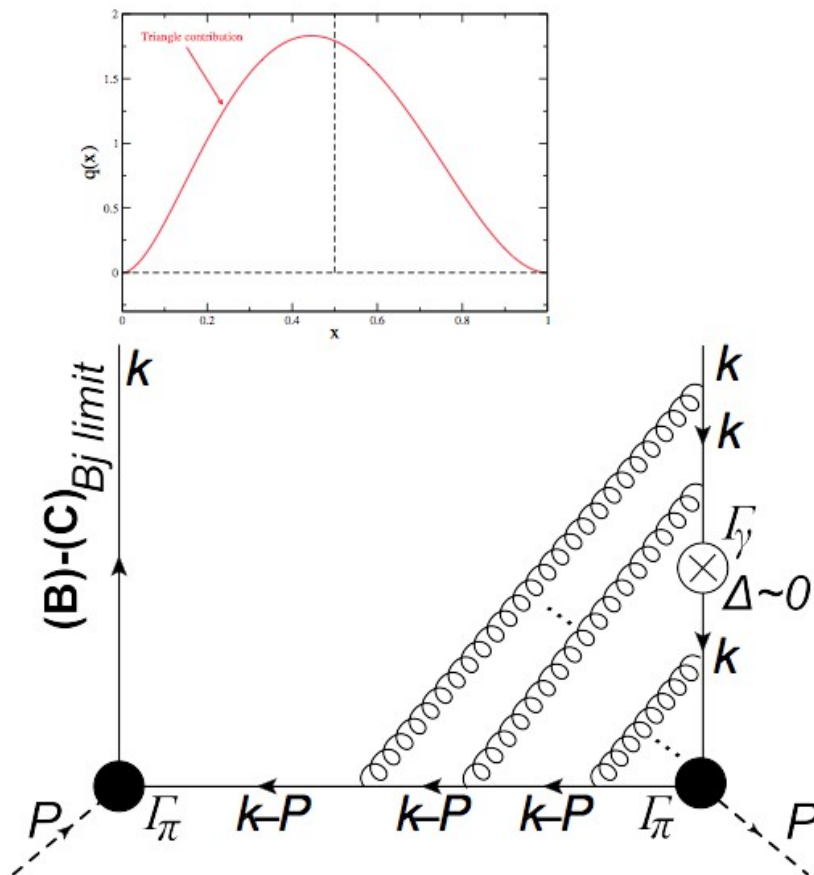 2
Triangle contribution
1.5
q(x)
1
0.5
0
0 0.2 0.4 0.6 0.8 1
x
k
k
(B)-(C) Bj limit
k
Γγ
Δ~0
k
P Γπ k-P k-P k-P Γπ P